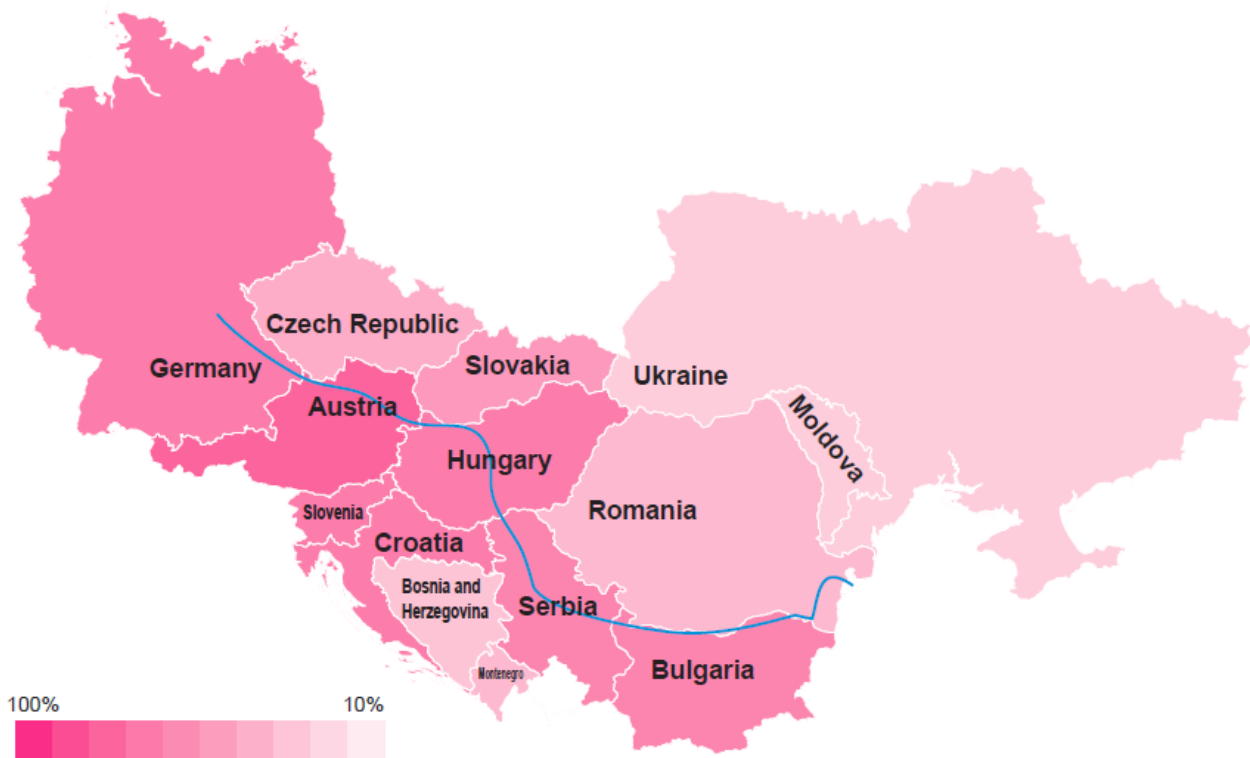 Czech Republic
Germany
Slovakia
Ukraine
Austria
Moldova
Hungary
Slovenia
Romania
Croatia
Bosnia and
Herzegovina
Serbia
Montenegro
Bulgaria
100%
10%